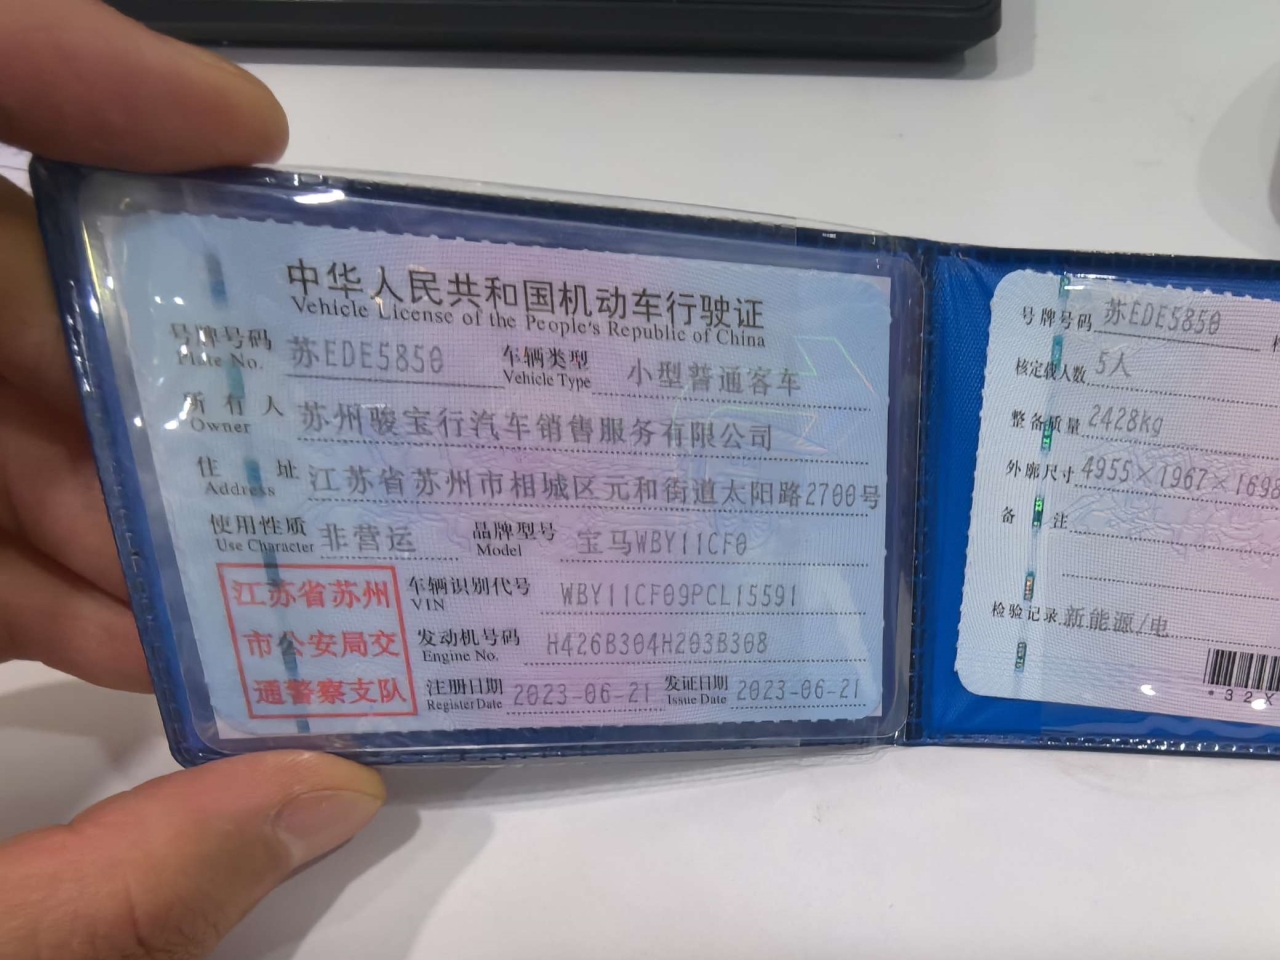 中华人民共和国机动车行驶证
Vehicle License of the People's Republic of China
号牌号码 苏EDE5850 车辆类型 小型普通客车
Plate No. Vehicle Type
所有人 苏州骏宝行汽车销售服务有限公司
Owner
住址 江苏省苏州市相城区元和街道太阳路2700号
Address
使用性质 非营运 品牌型号 宝马WBY11CF0
Use Character Model
江苏省苏州
市公安局交
通警察支队
车辆识别代号 WBY11CF09PCL15591
VIN
发动机号码 H426B304H203B308
Engine No.
注册日期 2023-06-21 发证日期 2023-06-21
Register Date Issue Date
号牌号码 苏EDE5850
核定载人数 5人
整备质量 2428kg
外廓尺寸 4955×1967×1698
备注
检验记录 新能源/电
*32X